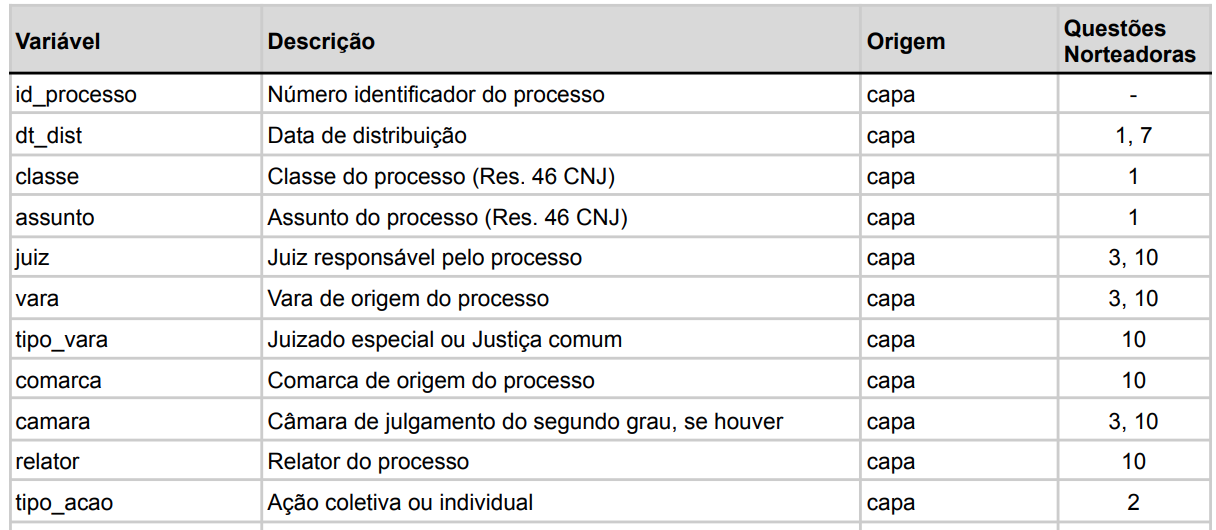 Variável Descrição Origem Questões Norteadoras
id_processo Número identificador do processo capa -
dt_dist Data de distribuição capa 1, 7
classe Classe do processo (Res. 46 CNJ) capa 1
assunto Assunto do processo (Res. 46 CNJ) capa 1
juiz Juiz responsável pelo processo capa 3, 10
vara Vara de origem do processo capa 3, 10
tipo_vara Juizado especial ou Justiça comum capa 10
comarca Comarca de origem do processo capa 10
camara Câmara de julgamento do segundo grau, se houver capa 3, 10
relator Relator do processo capa 10
tipo_acao Ação coletiva ou individual capa 2